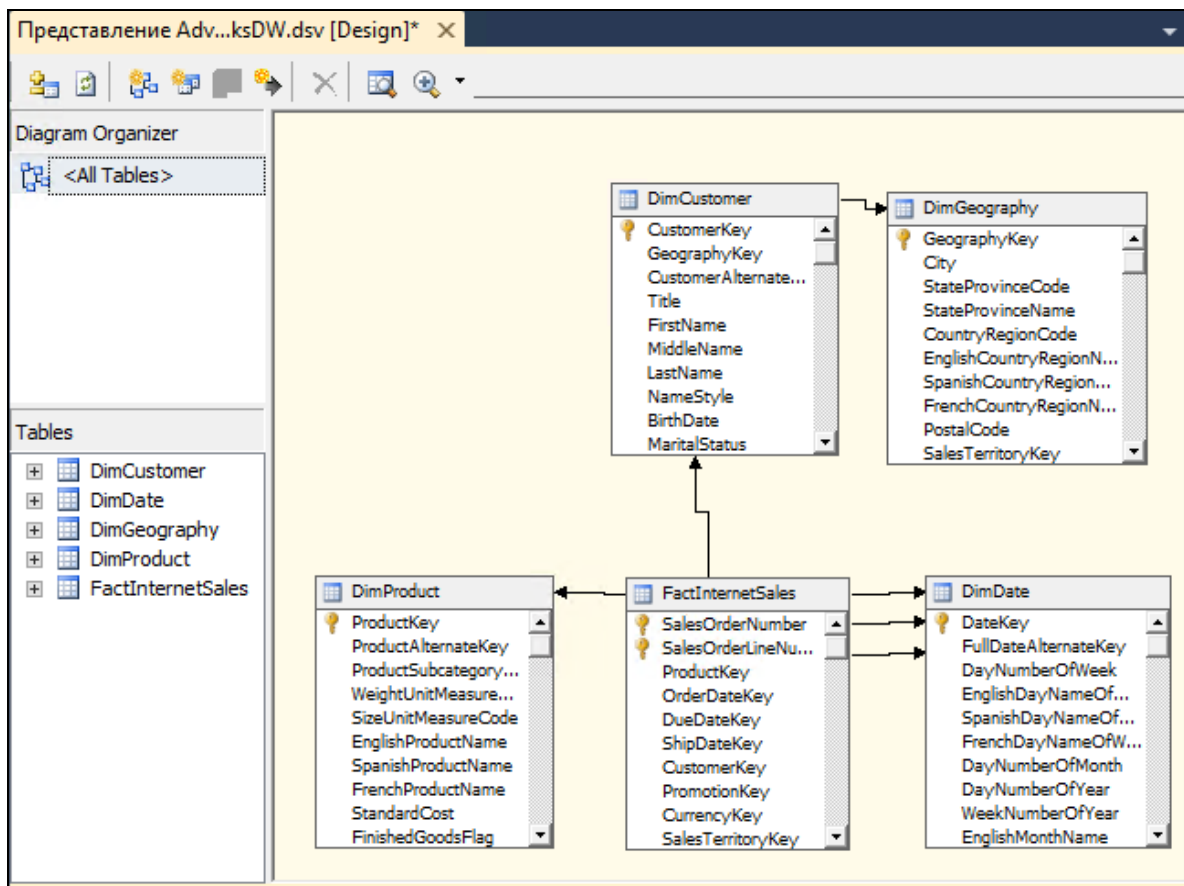 Представление Adv...ksDW.dsv [Design]*
Diagram Organizer
<All Tables>
Tables
DimCustomer
DimDate
DimGeography
DimProduct
FactInternetSales
DimCustomer
CustomerKey
GeographyKey
CustomerAlternate...
Title
FirstName
MiddleName
LastName
NameStyle
BirthDate
MaritalStatus
DimGeography
GeographyKey
City
StateProvinceCode
StateProvinceName
CountryRegionCode
EnglishCountryRegionN...
SpanishCountryRegion...
FrenchCountryRegionN...
PostalCode
SalesTerritoryKey
DimProduct
ProductKey
ProductAlternateKey
ProductSubcategory...
WeightUnitMeasure...
SizeUnitMeasureCode
EnglishProductName
SpanishProductName
FrenchProductName
StandardCost
FinishedGoodsFlag
FactInternetSales
SalesOrderNumber
SalesOrderLineNu...
ProductKey
OrderDateKey
DueDateKey
ShipDateKey
CustomerKey
PromotionKey
CurrencyKey
SalesTerritoryKey
DimDate
DateKey
FullDateAlternateKey
DayNumberOfWeek
EnglishDayNameOf...
SpanishDayNameOf...
FrenchDayNameOfW...
DayNumberOfMonth
DayNumberOfYear
WeekNumberOfYear
EnglishMonthName